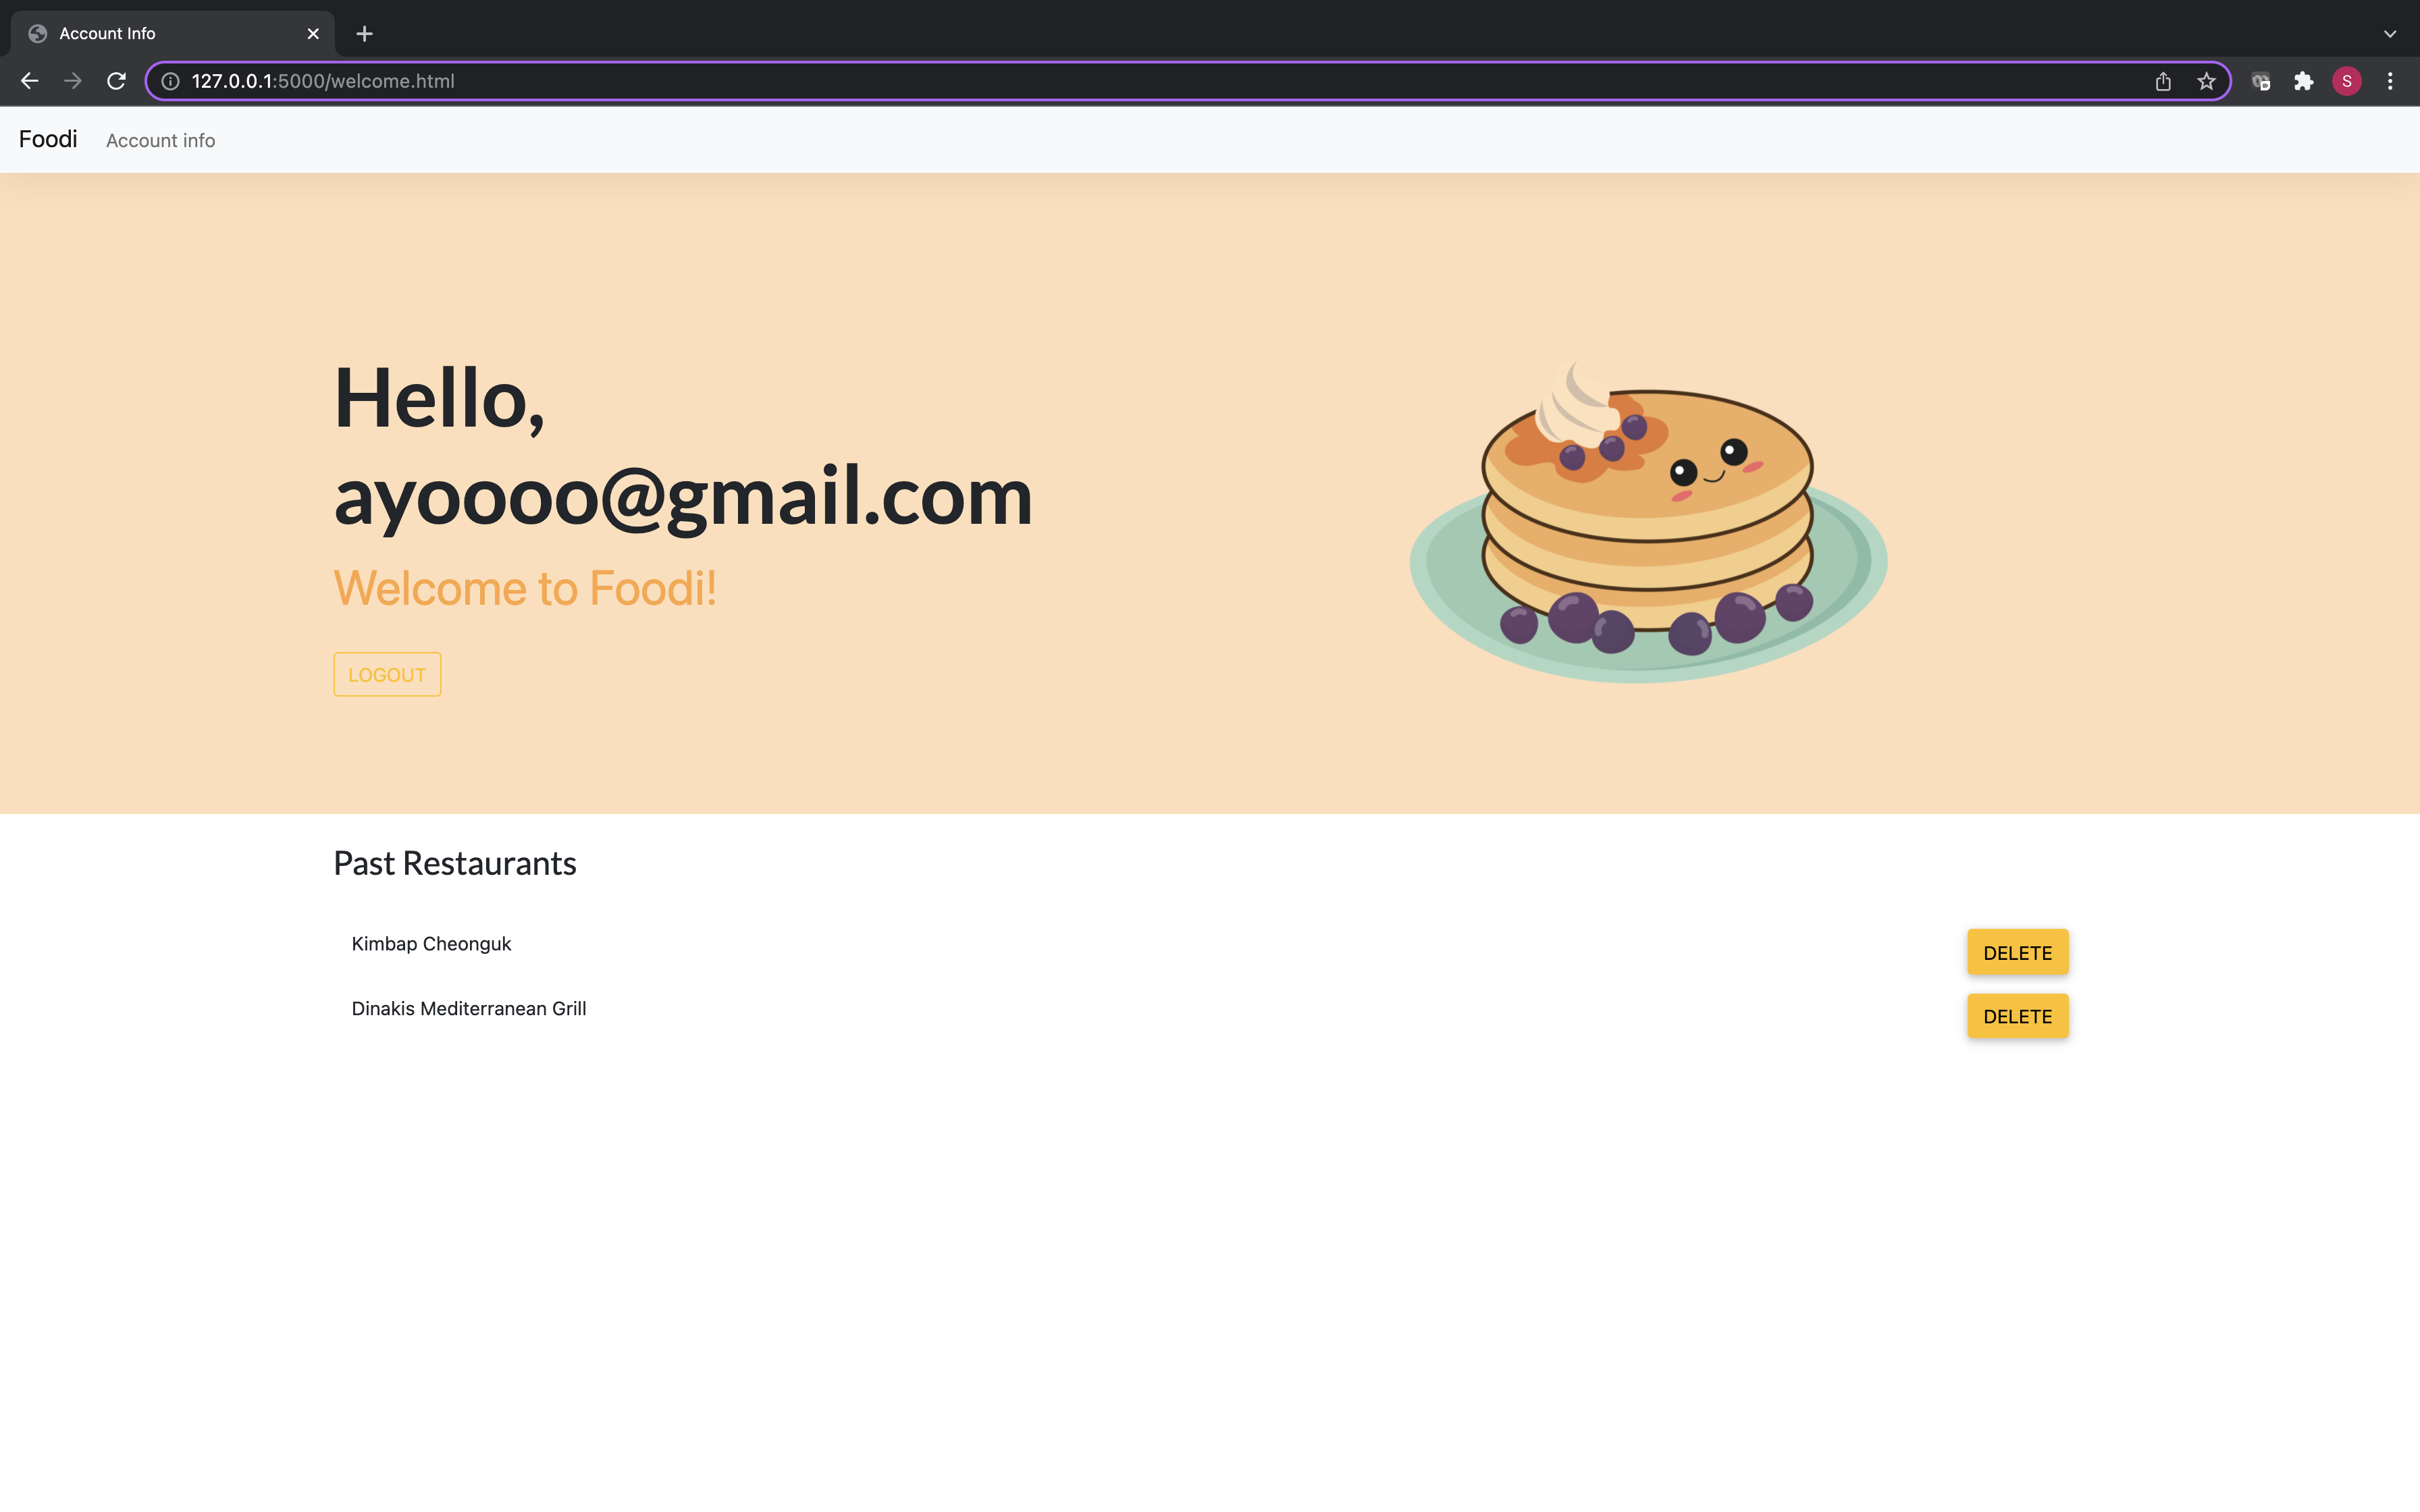 Account Info
127.0.0.1:5000/welcome.html
S
Foodi Account info
Hello,
ayoooo@gmail.com
Welcome to Foodi!
LOGOUT
Past Restaurants
Kimbap Cheonguk DELETE
Dinakis Mediterranean Grill DELETE